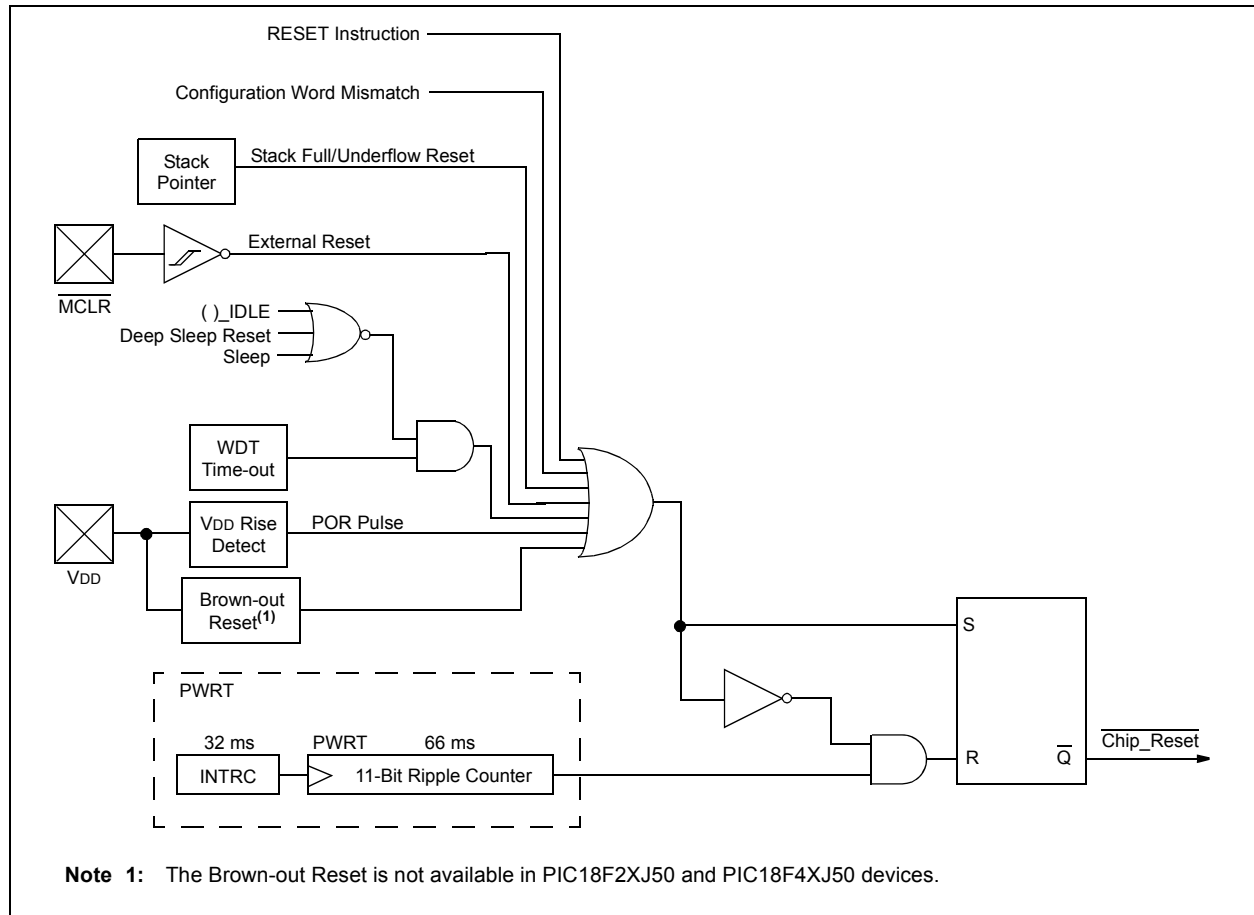 RESET Instruction
Configuration Word Mismatch
Stack
Pointer
Stack Full/Underflow Reset
External Reset
MCLR
( )_IDLE
Deep Sleep Reset
Sleep
WDT
Time-out
VDD Rise
Detect
POR Pulse
VDD
Brown-out
Reset(1)
S
PWRT
32 ms
PWRT
66 ms
INTRC
11-Bit Ripple Counter
R
Q
Chip_Reset
Note 1: The Brown-out Reset is not available in PIC18F2XJ50 and PIC18F4XJ50 devices.